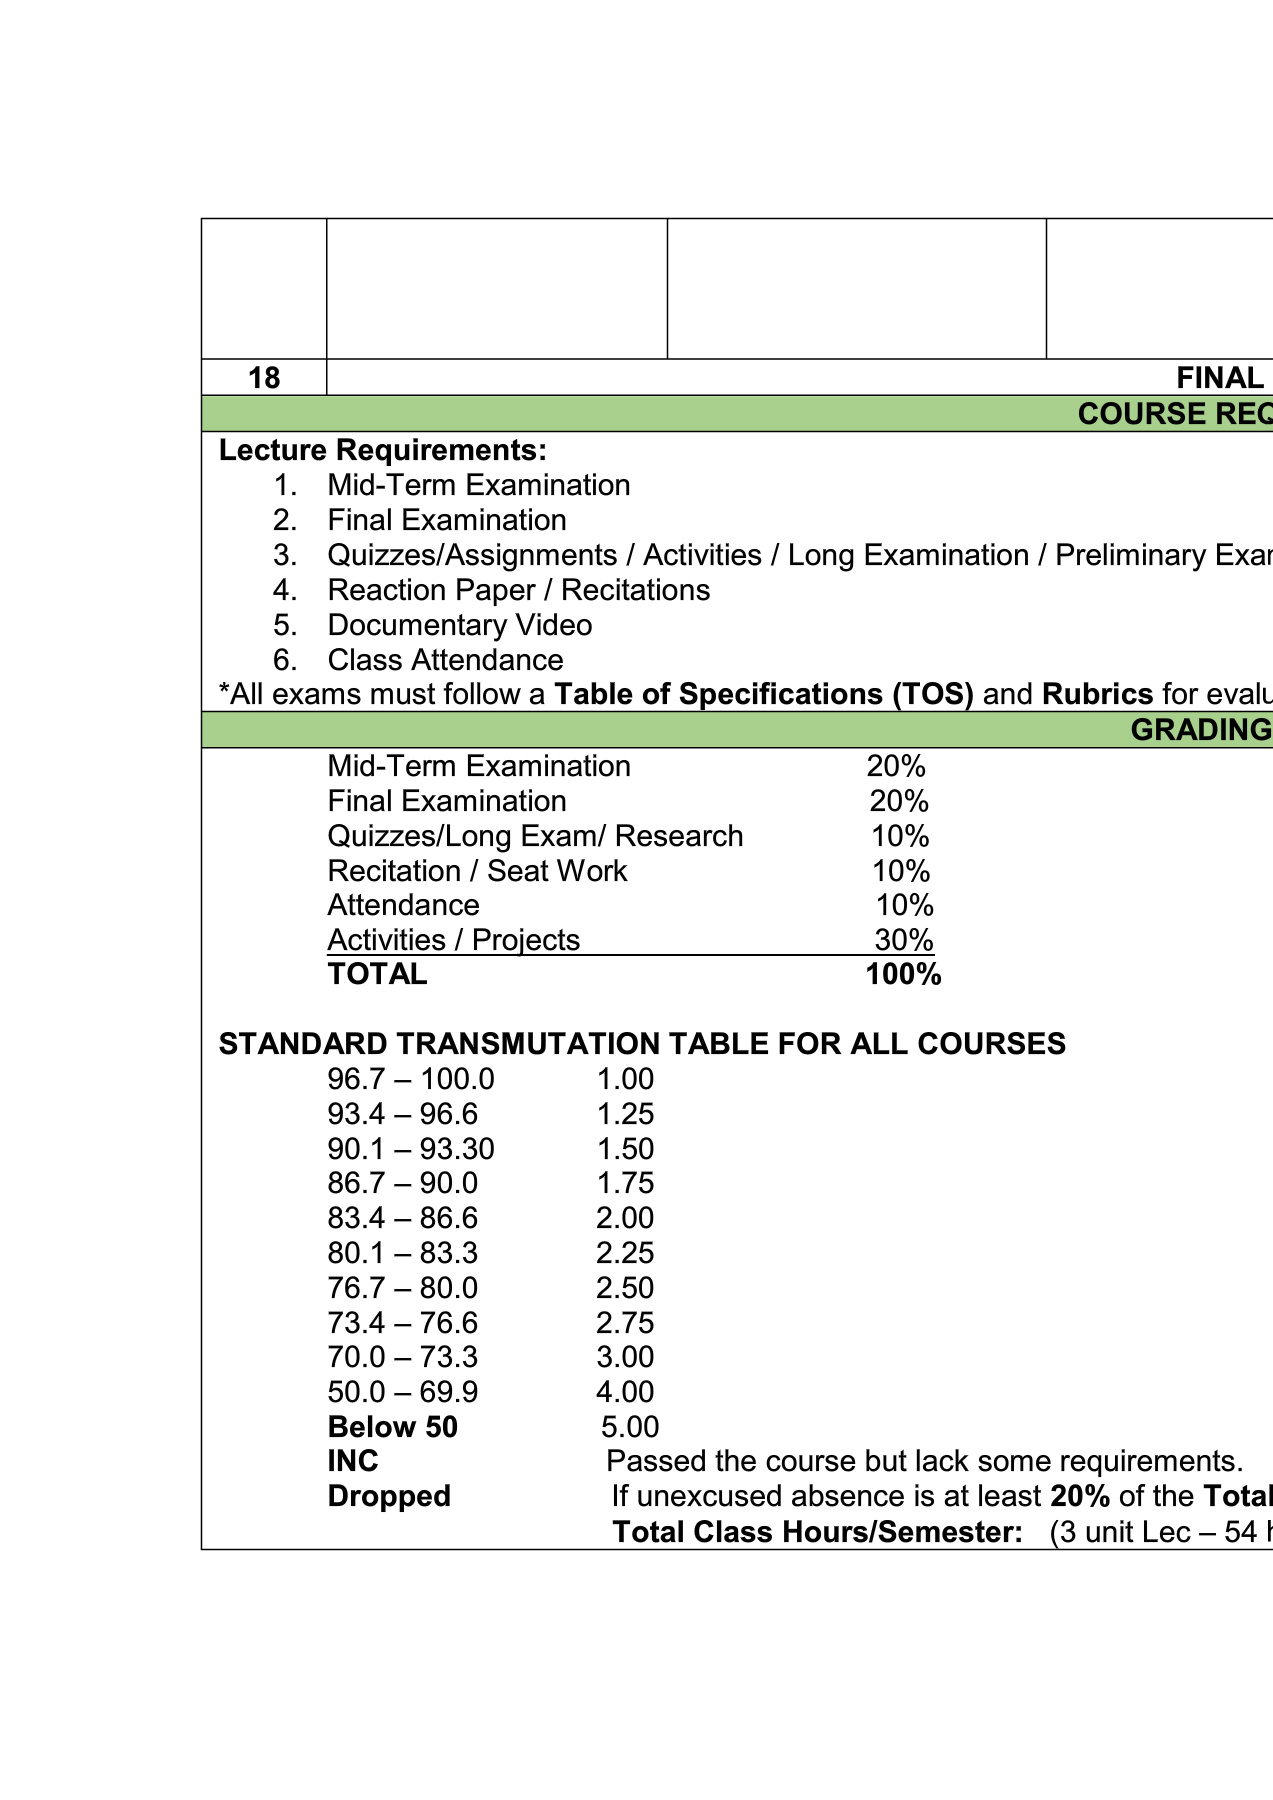 18 FINAL
COURSE REQ
Lecture Requirements:
1. Mid-Term Examination
2. Final Examination
3. Quizzes/Assignments / Activities / Long Examination / Preliminary Exam
4. Reaction Paper / Recitations
5. Documentary Video
6. Class Attendance
*All exams must follow a Table of Specifications (TOS) and Rubrics for evalu
GRADING
Mid-Term Examination 20%
Final Examination 20%
Quizzes/Long Exam/ Research 10%
Recitation / Seat Work 10%
Attendance 10%
Activities / Projects 30%
TOTAL 100%
STANDARD TRANSMUTATION TABLE FOR ALL COURSES
96.7 – 100.0 1.00
93.4 – 96.6 1.25
90.1 – 93.30 1.50
86.7 – 90.0 1.75
83.4 – 86.6 2.00
80.1 – 83.3 2.25
76.7 – 80.0 2.50
73.4 – 76.6 2.75
70.0 – 73.3 3.00
50.0 – 69.9 4.00
Below 50 5.00
INC Passed the course but lack some requirements.
Dropped If unexcused absence is at least 20% of the Total
Total Class Hours/Semester: (3 unit Lec – 54 h